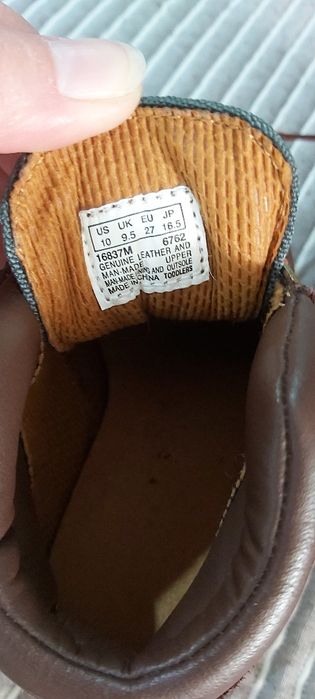 US UK EU JP
10 9.5 27 16.5
16837M 6762
GENUINE LEATHER AND
MAN-MADE UPPER
MAN MADE LINING AND OUTSOLE
MADE IN CHINA TODDLERS